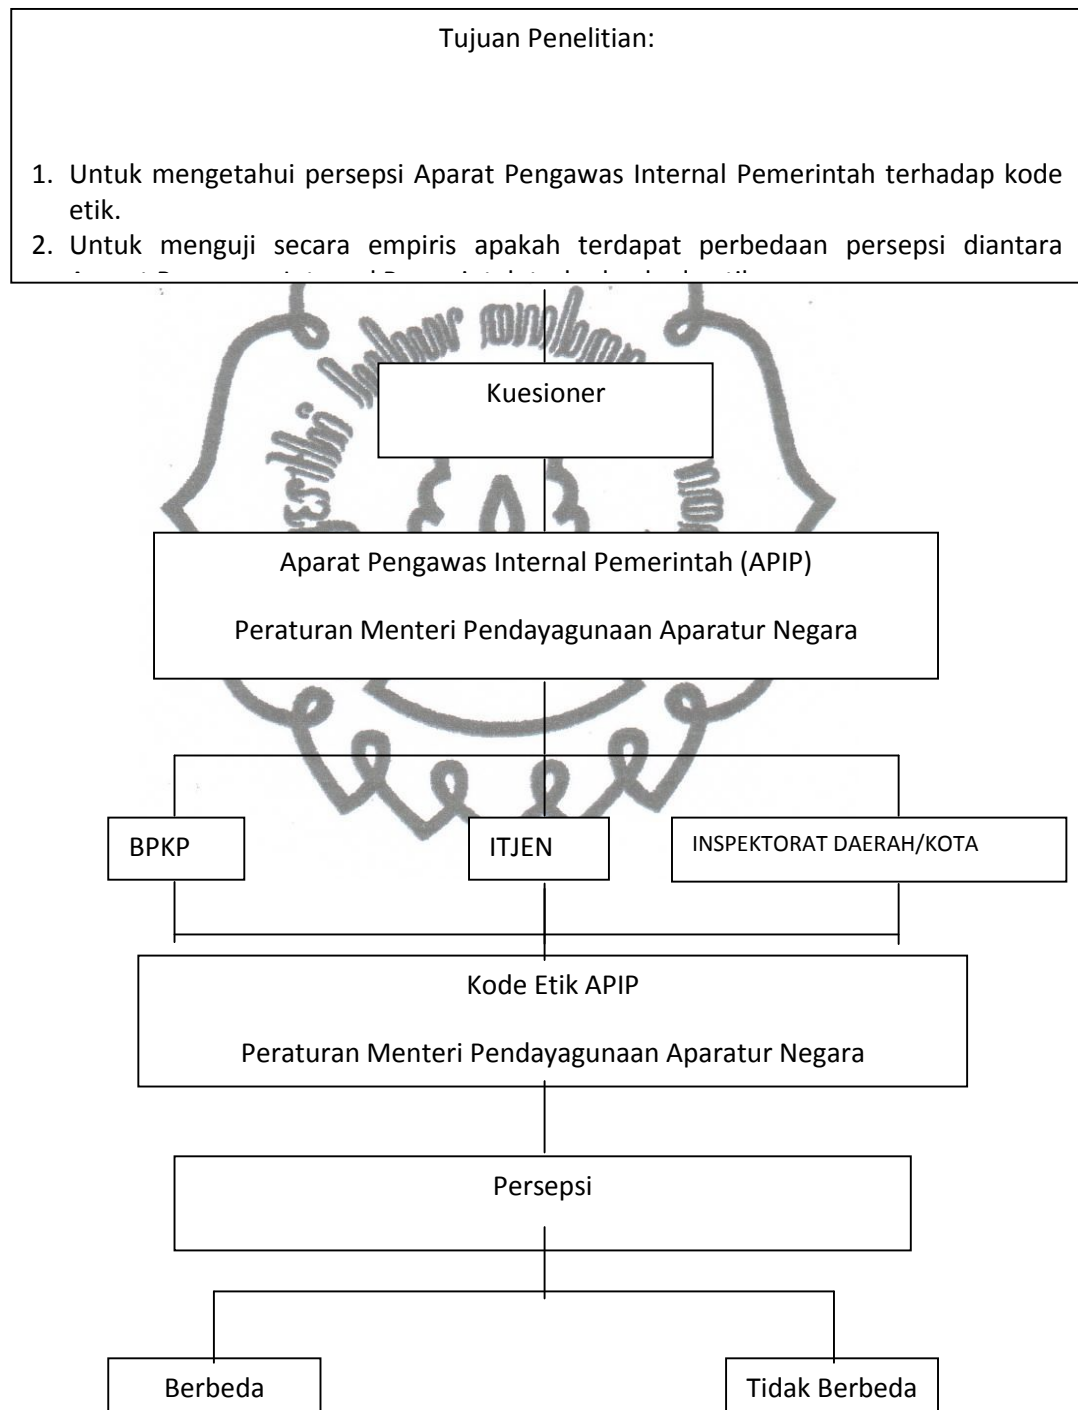 Tujuan Penelitian:
1. Untuk mengetahui persepsi Aparat Pengawas Internal Pemerintah terhadap kode
etik.
2. Untuk menguji secara empiris apakah terdapat perbedaan persepsi diantara
Kuesioner
Aparat Pengawas Internal Pemerintah (APIP)
Peraturan Menteri Pendayagunaan Aparatur Negara
BPKP
ITJEN
INSPEKTORAT DAERAH/KOTA
Kode Etik APIP
Peraturan Menteri Pendayagunaan Aparatur Negara
Persepsi
Berbeda
Tidak Berbeda